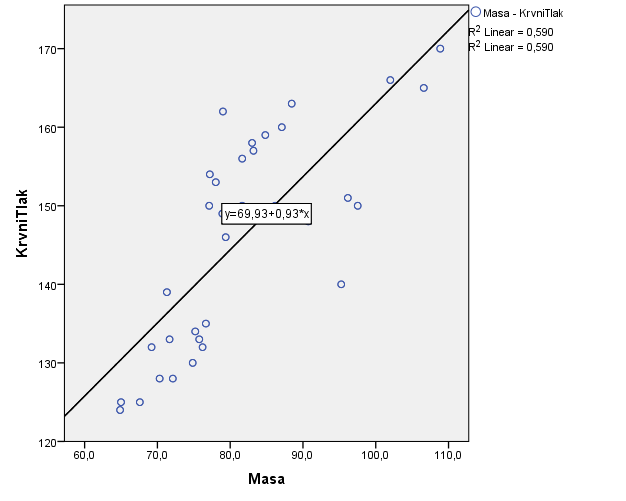 Masa - KrvniTlak
R2 Linear = 0,590
R2 Linear = 0,590
KrvniTlak
170
160
150
140
130
120
y=69,93+0,93*x
60,0 70,0 80,0 90,0 100,0 110,0
Masa